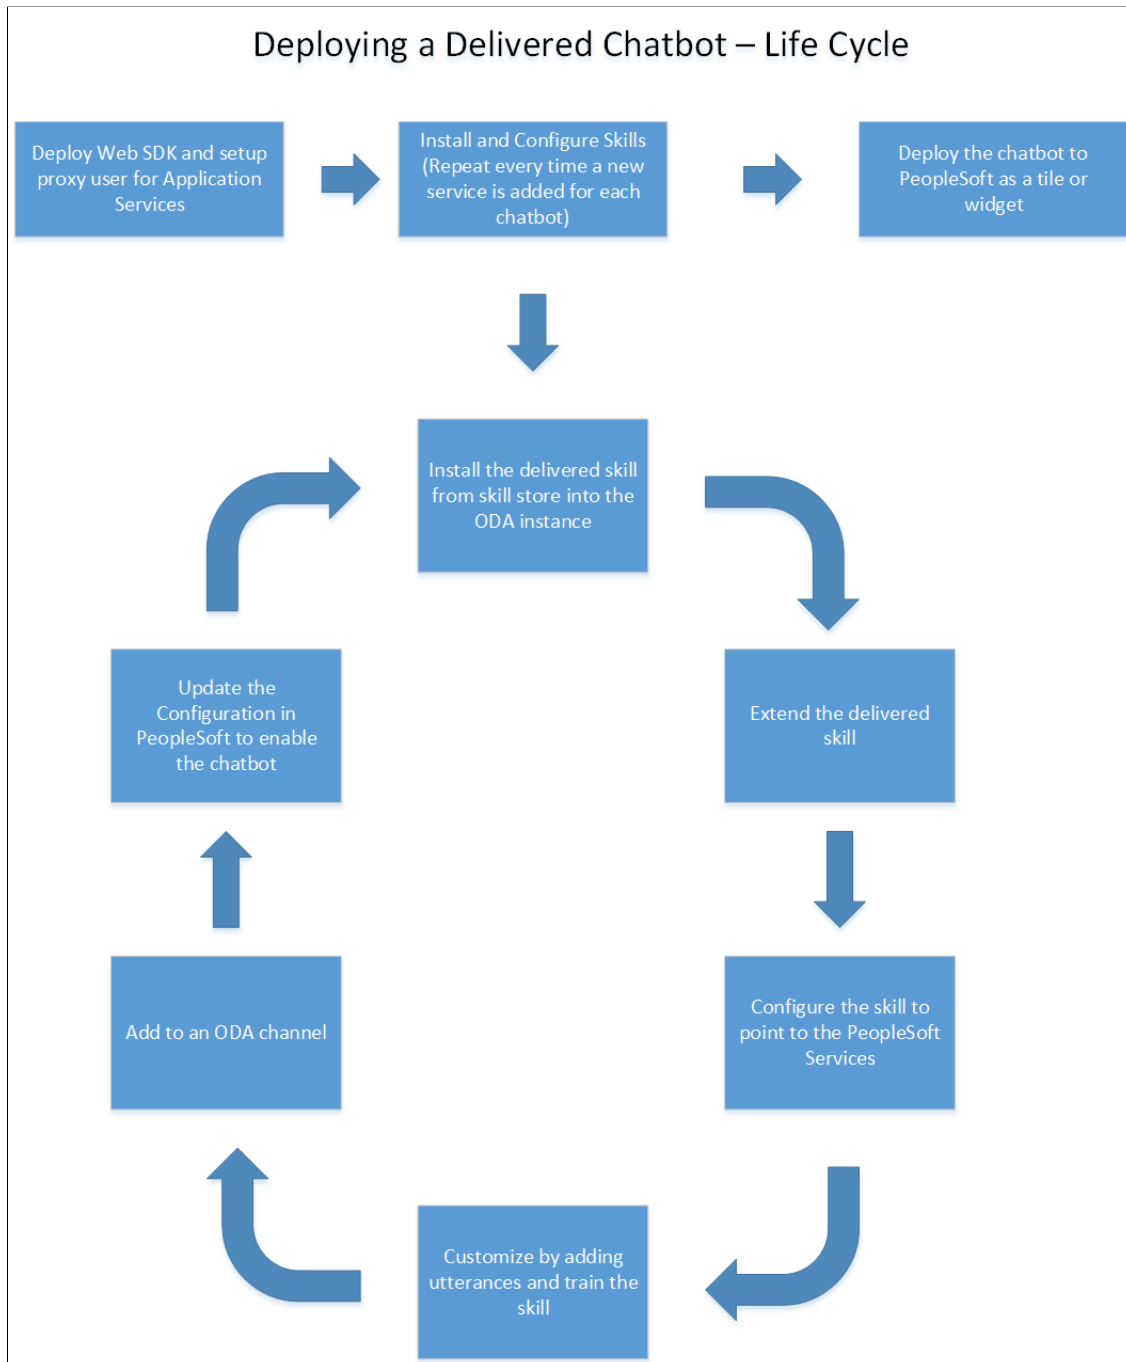 Deploying a Delivered Chatbot – Life Cycle
Deploy Web SDK and setup
proxy user for Application
Services
Install and Configure Skills
(Repeat every time a new
service is added for each
chatbot)
Deploy the chatbot to
PeopleSoft as a tile or
widget
Install the delivered skill
from skill store into the
ODA instance
Extend the delivered
skill
Configure the skill to
point to the PeopleSoft
Services
Customize by adding
utterances and train the
skill
Add to an ODA channel
Update the
Configuration in
PeopleSoft to enable
the chatbot